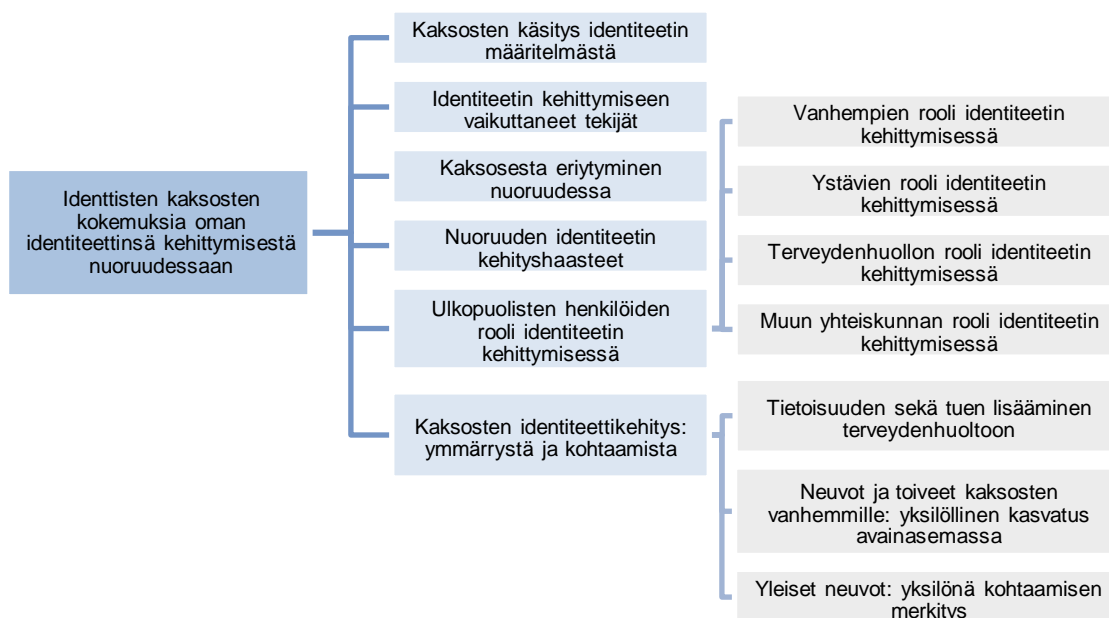 Identtisten kaksosten
kokemuksia oman
identiteettinsä kehittymisestä
nuoruudessaan
Kaksosten käsitys identiteetin
määritelmästä
Identiteetin kehittymiseen
vaikuttaneet tekijät
Kaksosesta eriytyminen
nuoruudessa
Nuoruuden identiteetin
kehityshaasteet
Ulkopuolisten henkilöiden
rooli identiteetin
kehittymisessä
Vanhempien rooli identiteetin
kehittymisessä
Ystävien rooli identiteetin
kehittymisessä
Terveydenhuollon rooli identiteetin
kehittymisessä
Muun yhteiskunnan rooli identiteetin
kehittymisessä
Kaksosten identiteettikehitys:
ymmärrystä ja kohtaamista
Tietoisuuden sekä tuen lisääminen
terveydenhuoltoon
Neuvot ja toiveet kaksosten
vanhemmille: yksilöllinen kasvatus
avainasemassa
Yleiset neuvot: yksilönä kohtaamisen
merkitys